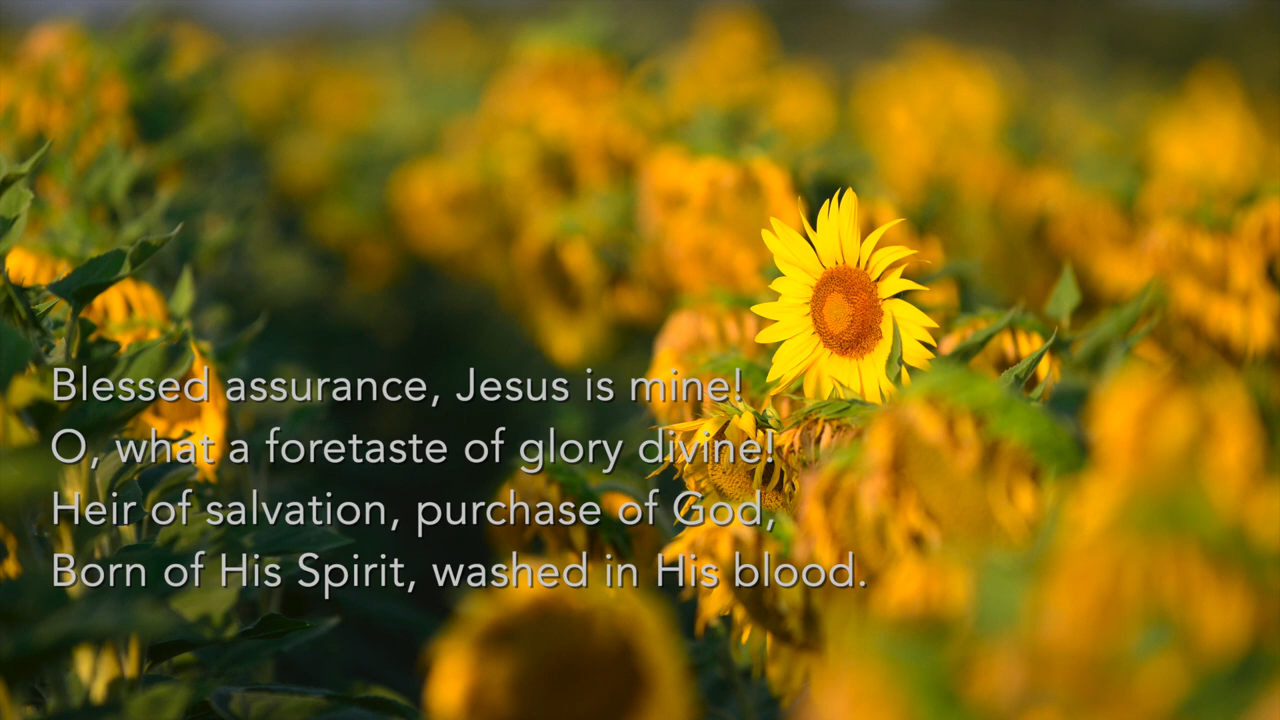 Blessed assurance, Jesus is mine!
O, what a foretaste of glory divine!
Heir of salvation, purchase of God,
Born of His Spirit, washed in His blood.